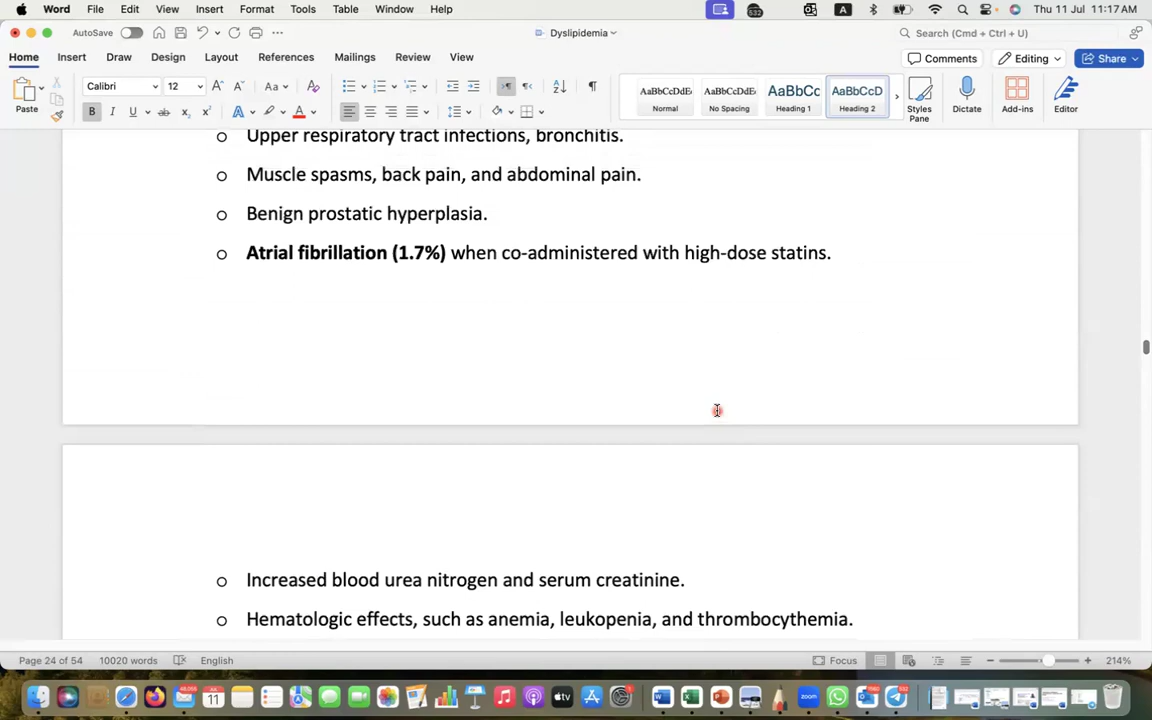 Word File Edit View Insert Format Tools Table Window Help
A
Thu 11 Jul 11:17 AM
AutoSave
Dyslipidemia
Search (Cmd + Ctrl + U)
Home Insert Draw Design Layout References Mailings Review View
Comments Editing Share
Paste
Calibri 12
AaBbCcDdEe AaBbCcDdEe AaBbCc AaBbCcD
Normal No Spacing Heading 1 Heading 2
Styles Pane
Dictate
Add-ins
Editor
Upper respiratory tract infections, bronchitis.
Muscle spasms, back pain, and abdominal pain.
Benign prostatic hyperplasia.
Atrial fibrillation (1.7%) when co-administered with high-dose statins.
Increased blood urea nitrogen and serum creatinine.
Hematologic effects, such as anemia, leukopenia, and thrombocythemia.
Page 24 of 54 10020 words English Focus 214%
zoom